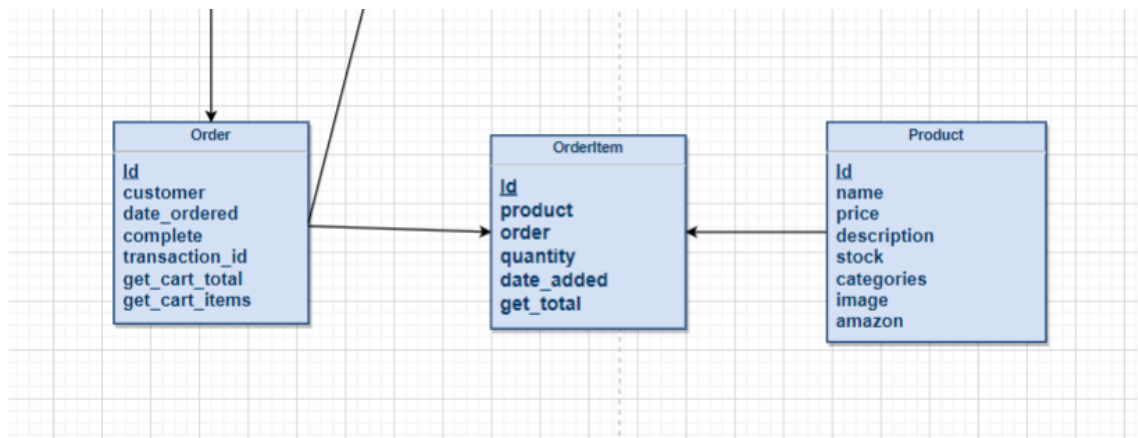 Order
Id
customer
date_ordered
complete
transaction_id
get_cart_total
get_cart_items
OrderItem
Id
product
order
quantity
date_added
get_total
Product
Id
name
price
description
stock
categories
image
amazon